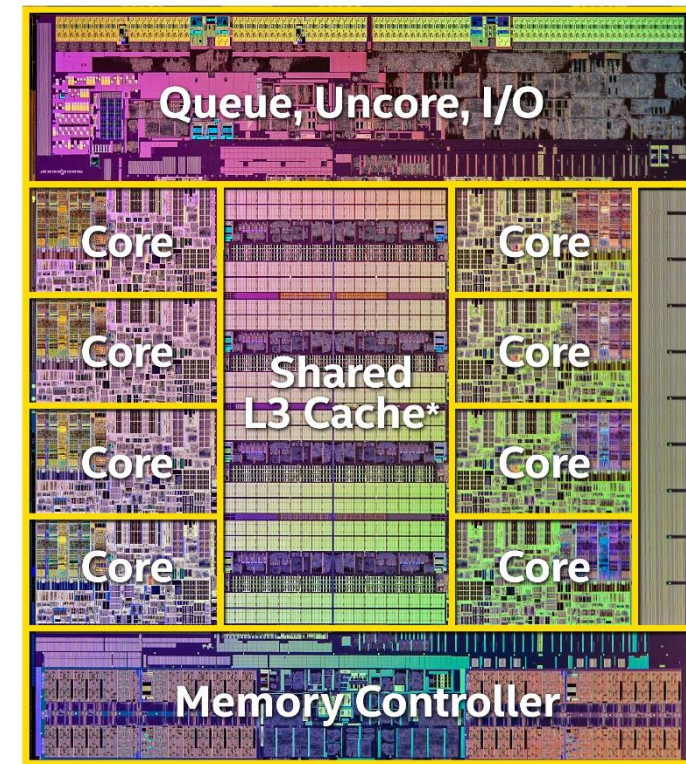 Queue, Uncore, I/O
Core
Core
Core
Core
Shared
L3 Cache*
Core
Core
Core
Core
Memory Controller